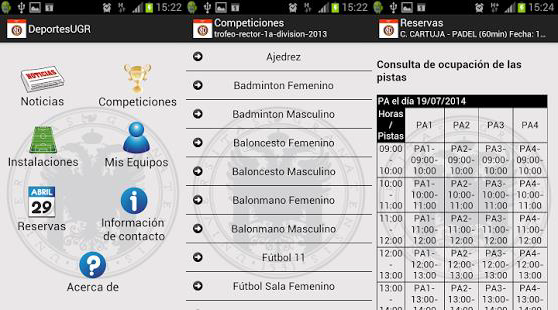 15:22
DeportesUGR
NOTICIAS
Noticias
Competiciones
Instalaciones
Mis Equipos
ABRIL
29
Reservas
Información
de contacto
Acerca de
15:22
Competiciones
trofeo-rector-1a-division-2013
Ajedrez
Badminton Femenino
Badminton Masculino
Baloncesto Femenino
Baloncesto Masculino
Balonmano Femenino
Balonmano Masculino
Fútbol 11
Fútbol Sala Femenino
15:24
Reservas
C. CARTUJA - PADEL (60min) Fecha: 1...
Consulta de ocupación de las
pistas
PA el día 19/07/2014
Horas / Pistas PA1 PA2 PA3 PA4
09:00 - 10:00 PA1- 09:00- 10:00 PA2- 09:00- 10:00 PA3- 09:00- 10:00 PA4- 09:00- 10:00
10:00 - 11:00 PA1- 10:00- 11:00 PA2- 10:00- 11:00 PA3- 10:00- 11:00 PA4- 10:00- 11:00
11:00 - 12:00 PA1- 11:00- 12:00 PA2- 11:00- 12:00 PA3- 11:00- 12:00 PA4- 11:00- 12:00
12:00 - 13:00 PA1- 12:00- 13:00 PA2- 12:00- 13:00 PA3- 12:00- 13:00 PA4- 12:00- 13:00
13:00 - PA1- 13:00- 14:00 PA2- 13:00- 14:00 PA3- 13:00- 14:00 PA4- 13:00- 14:00